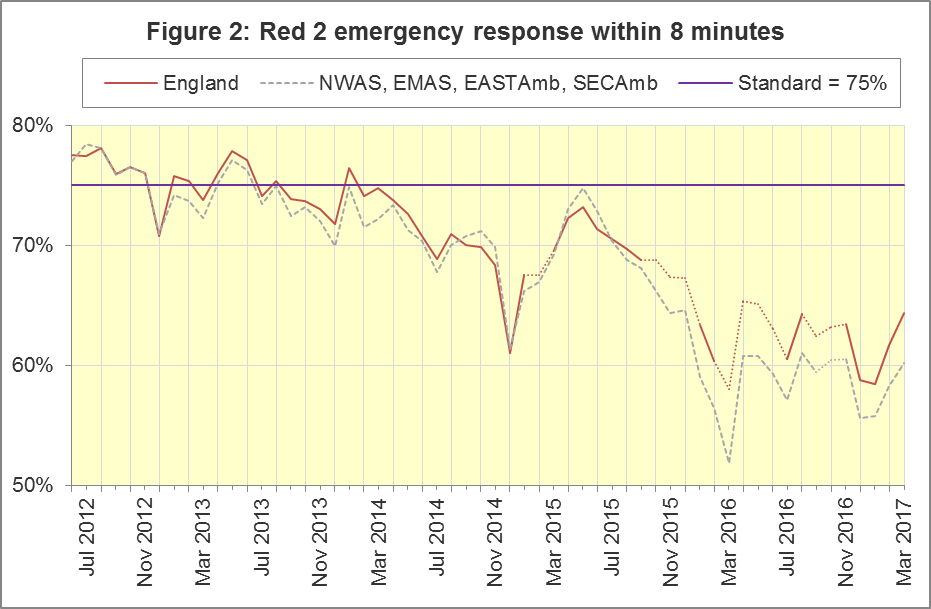 Figure 2: Red 2 emergency response within 8 minutes
England NWAS, EMAS, EASTAmb, SECAmb Standard = 75%
80%
70%
60%
50%
Jul 2012 Nov 2012 Mar 2013 Jul 2013 Nov 2013 Mar 2014 Jul 2014 Nov 2014 Mar 2015 Jul 2015 Nov 2015 Mar 2016 Jul 2016 Nov 2016 Mar 2017